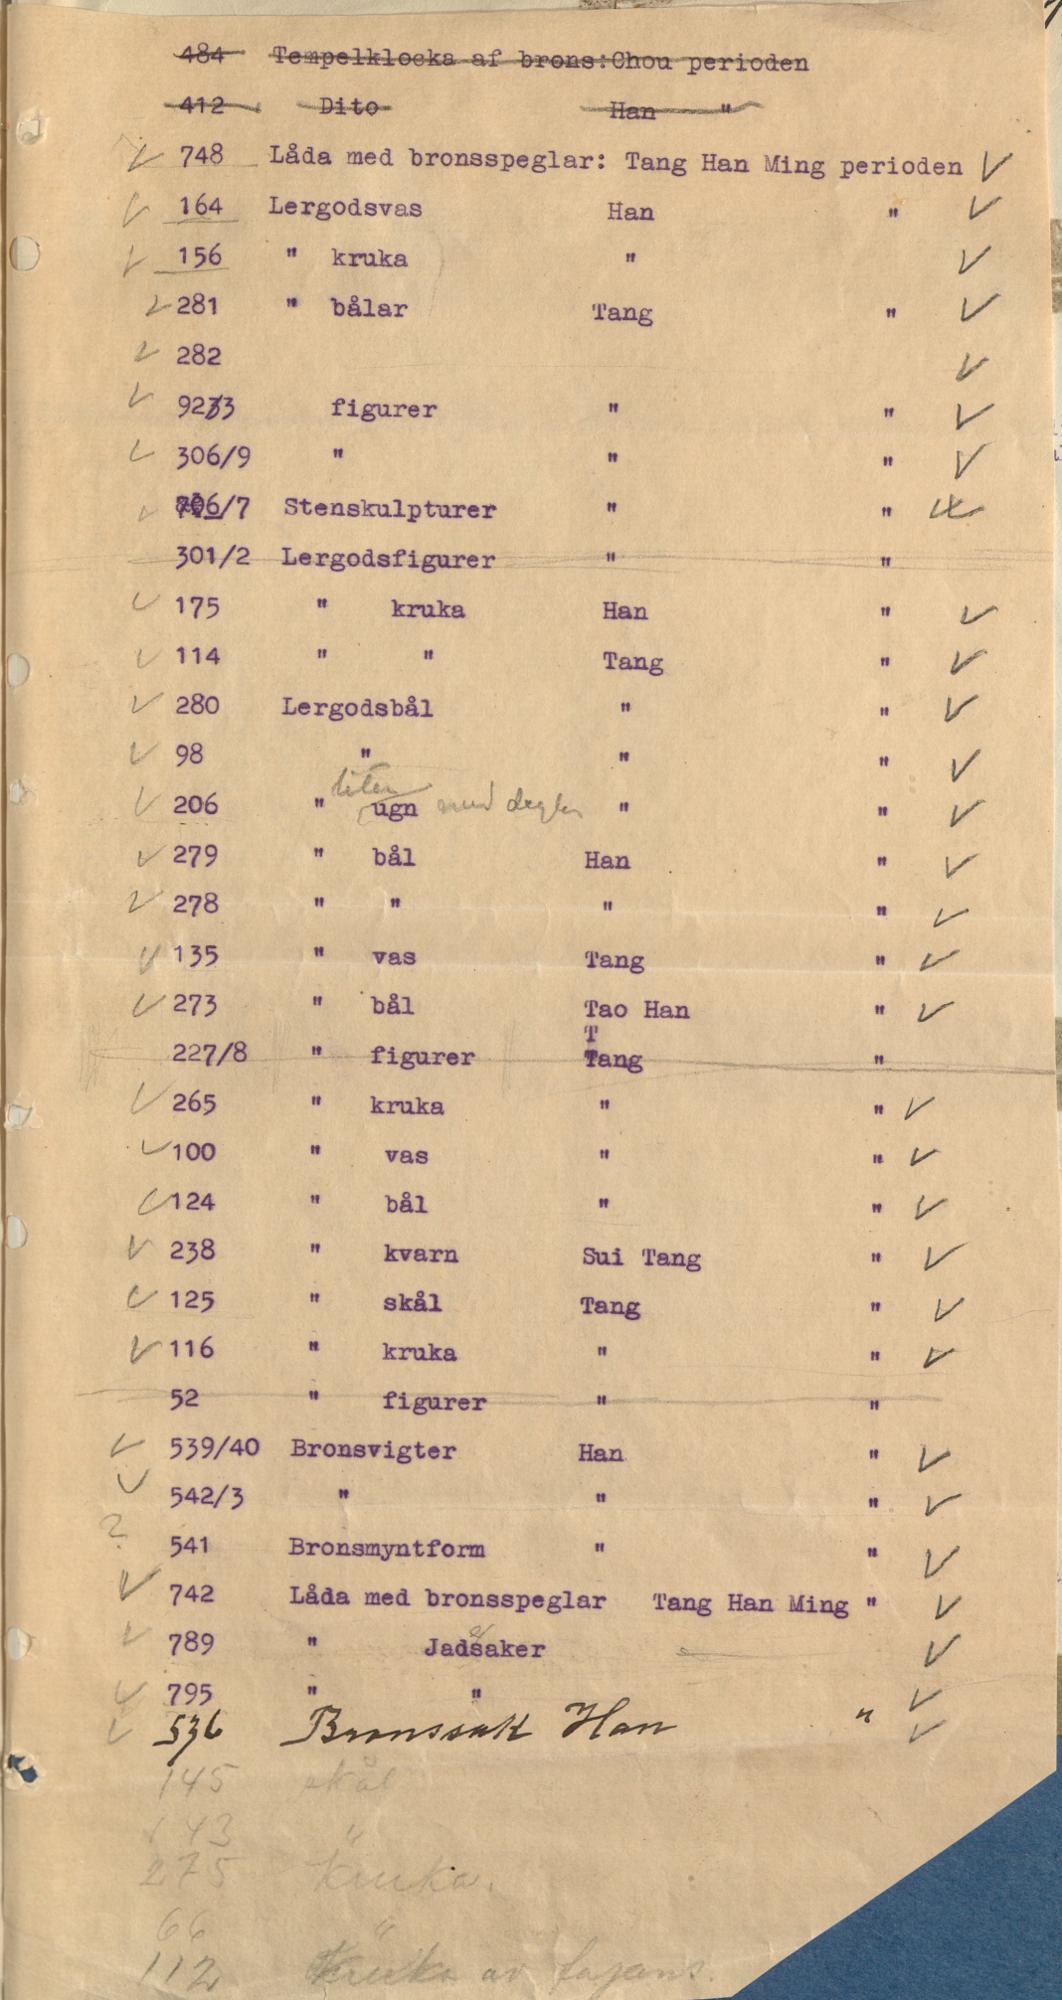 484 Tempelklocka af brons:Chou perioden
412 Dito Han "
748 Låda med bronsspeglar: Tang Han Ming perioden
164 Lergodsvas Han "
156 " kruka "
281 " bålar Tang "
282
9233 figurer " "
306/9 " " "
706/7 Stenskulpturer " "
301/2 Lergodsfigurer " "
175 " kruka Han "
114 " " Tang "
280 Lergodsbål " "
98 " " "
liten
206 " ugn med deglar " "
279 " bål Han "
278 " " " "
135 " vas Tang "
273 " bål Tao Han "
T
227/8 " figurer Tang "
265 " kruka " "
100 " vas " "
124 " bål " "
238 " kvarn Sui Tang "
125 " skål Tang "
116 " kruka " "
52 " figurer " "
539/40 Bronsvigter Han "
542/3 " " "
? 541 Bronsmyntform " "
742 Låda med bronsspeglar Tang Han Ming "
789 " Jadsaker
795 " "
536 Bronssak Han "
145 skål
143 "
275 Kruka.
66 "
112 Kruka av fajans.